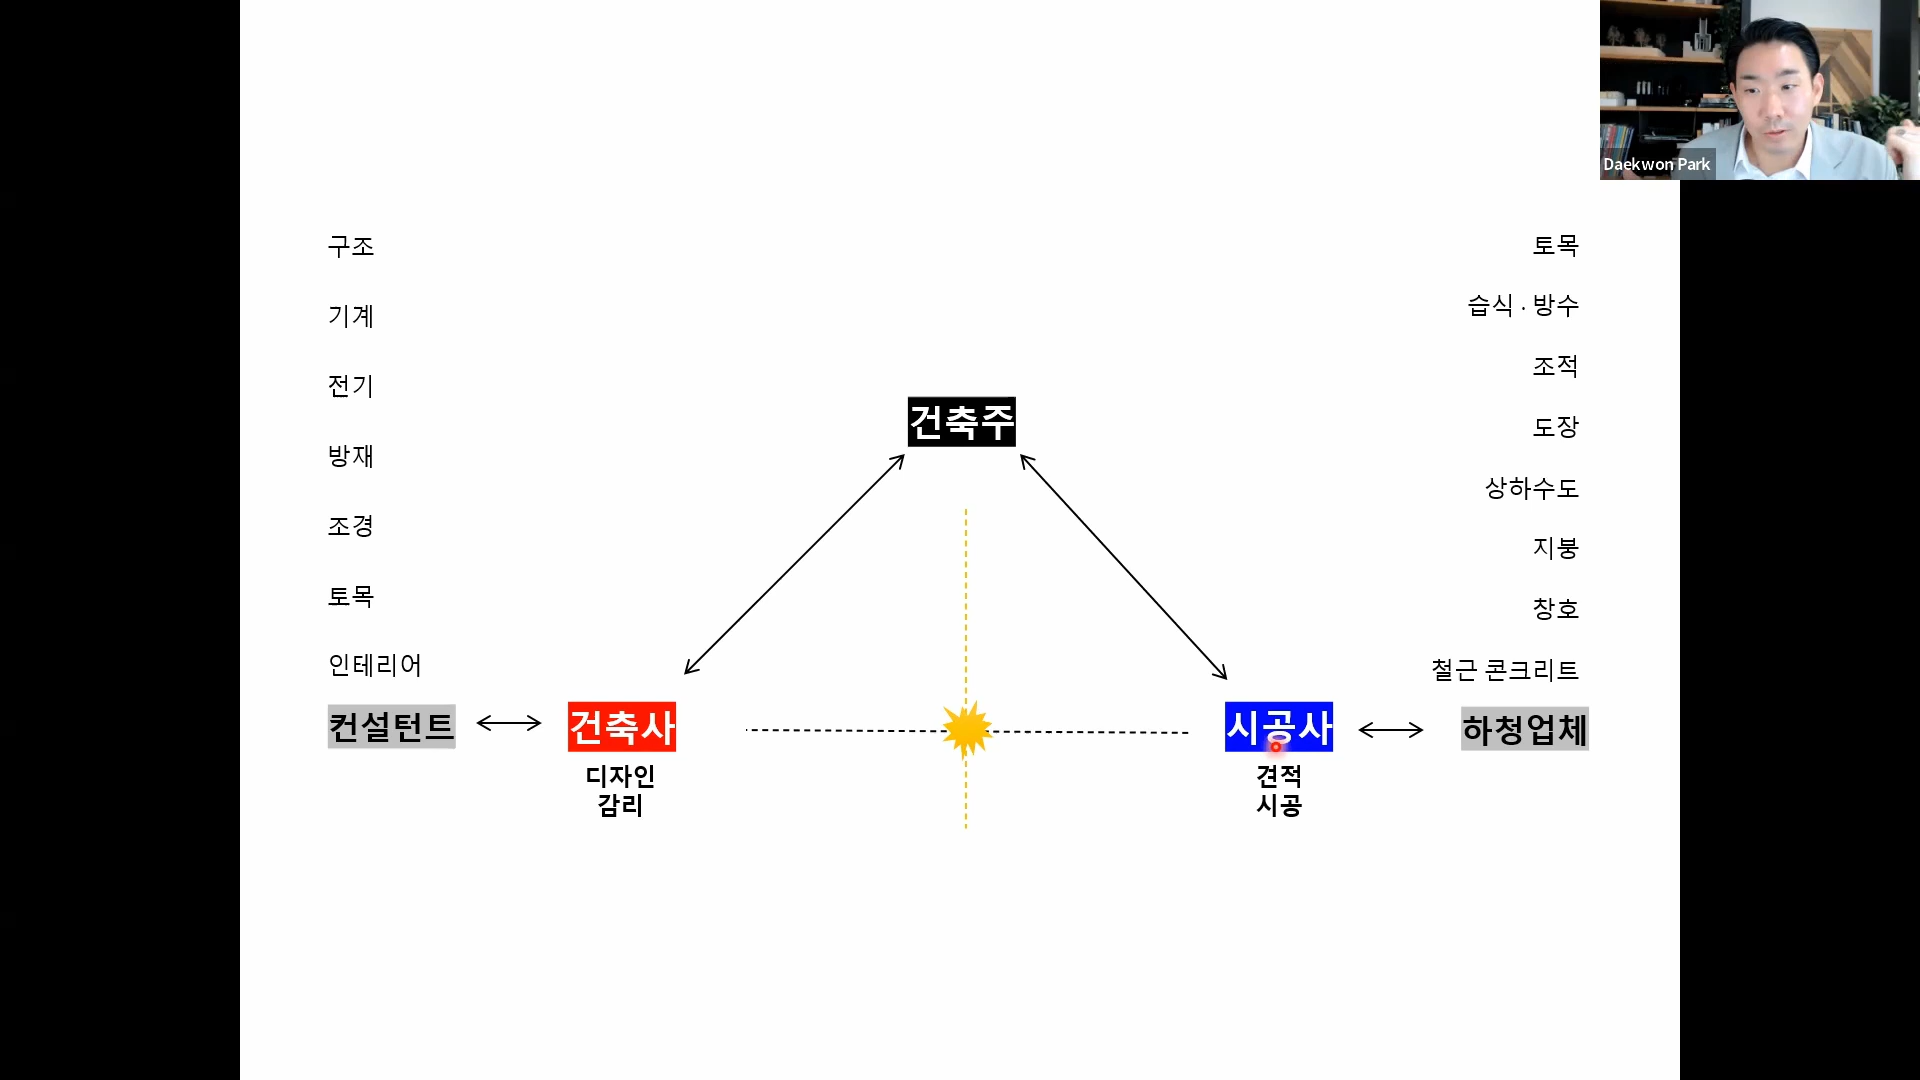 Daekwon Park
구조
기계
전기
방재
조경
토목
인테리어
컨설턴트
건축주
건축사
디자인
감리
시공사
견적
시공
토목
습식 · 방수
조적
도장
상하수도
지붕
창호
철근 콘크리트
하청업체